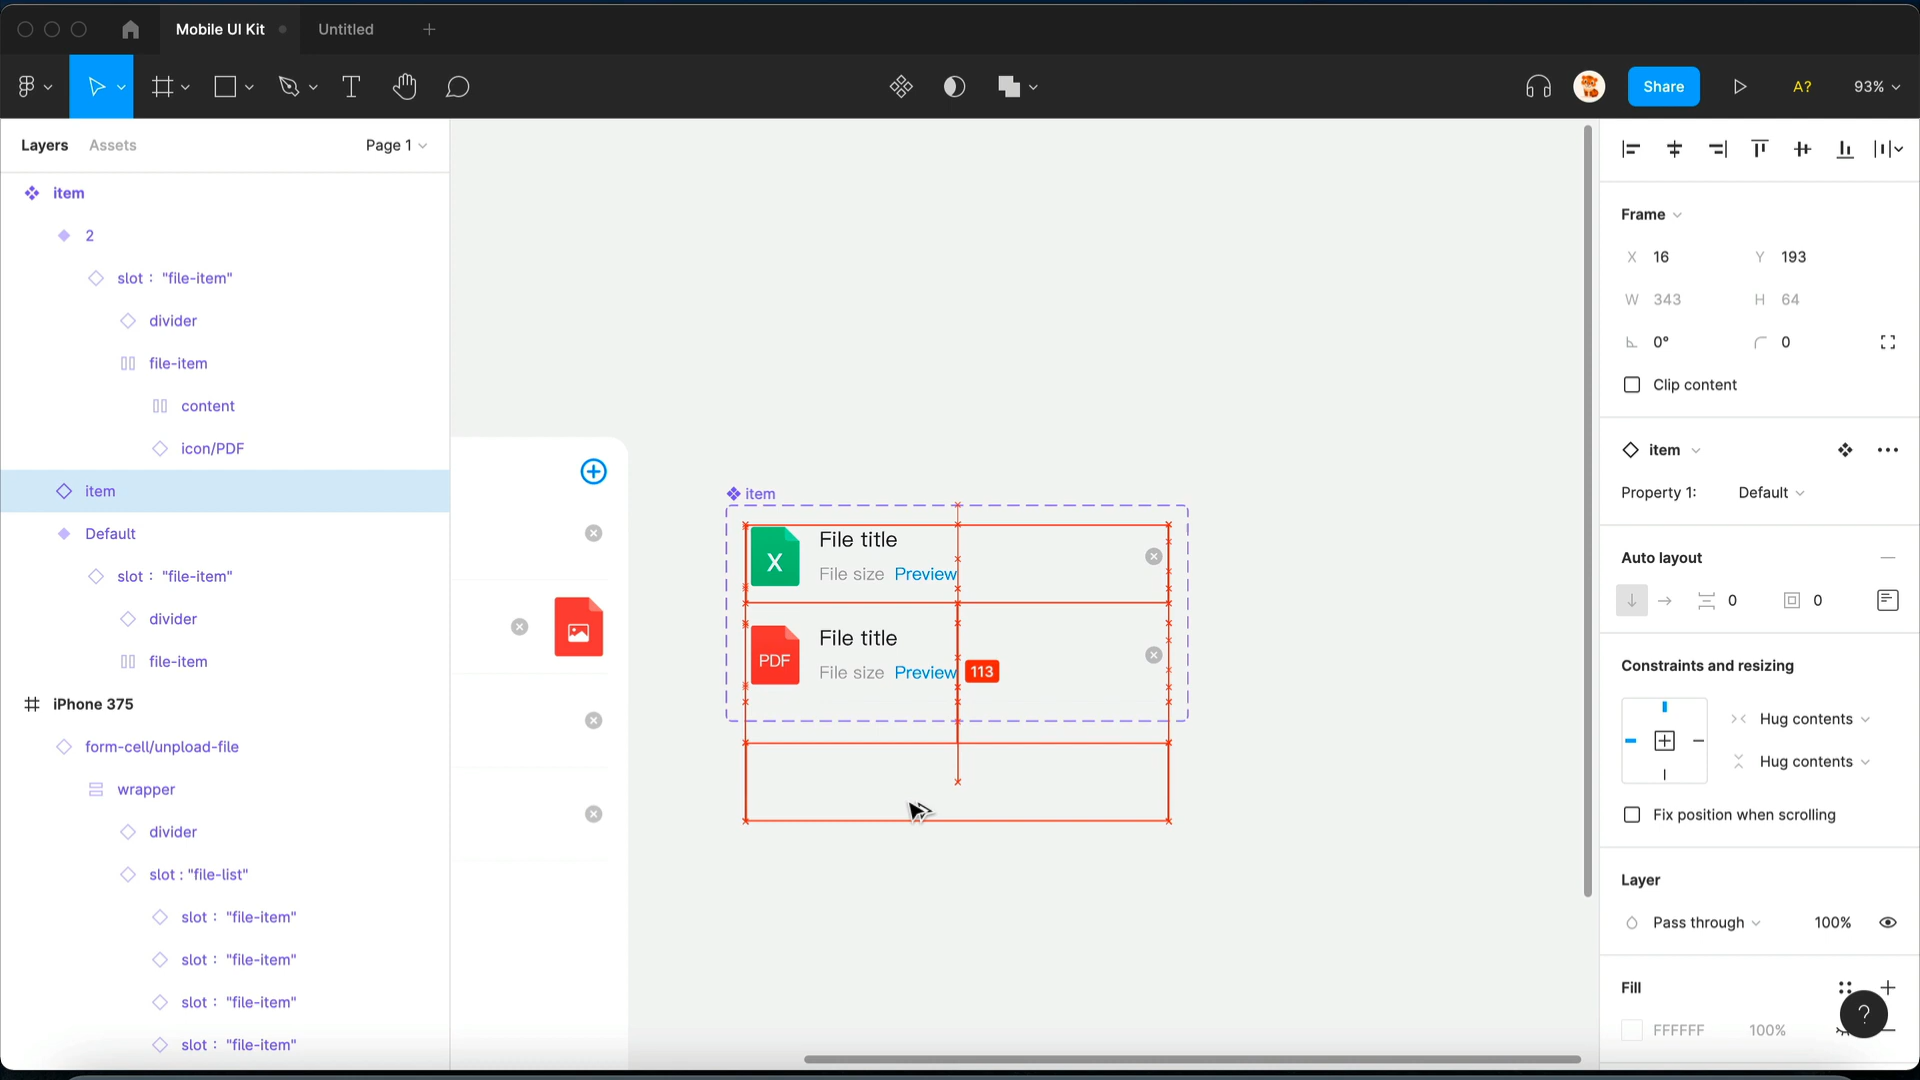 Mobile UI Kit
Untitled
Share
A?
93%
Layers
Assets
Page 1
item
2
slot : "file-item"
divider
file-item
content
icon/PDF
item
Default
slot : "file-item"
divider
file-item
iPhone 375
form-cell/unpload-file
wrapper
divider
slot : "file-list"
slot : "file-item"
slot : "file-item"
slot : "file-item"
slot : "file-item"
item
X
File title
File size Preview
PDF
File title
File size Preview
113
Frame
X 16
Y 193
W 343
H 64
0°
0
Clip content
item
Property 1:
Default
Auto layout
0
0
Constraints and resizing
Hug contents
Hug contents
Fix position when scrolling
Layer
Pass through
100%
Fill
FFFFFF
100%
?